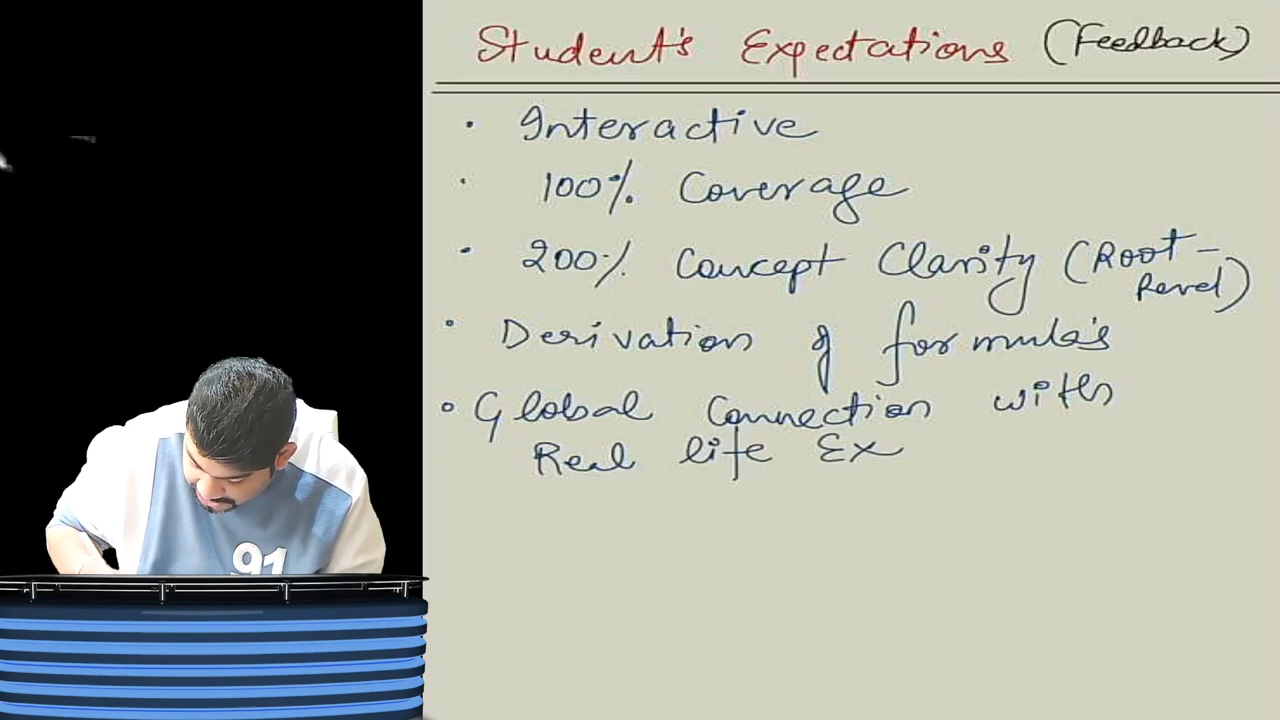 Student's Expectations (Feedback)
• Interactive
• 100% Coverage
• 200% Concept Clarity (Root-
Level)
• Derivation of formula's
• Global Connection with
Real life Ex
91